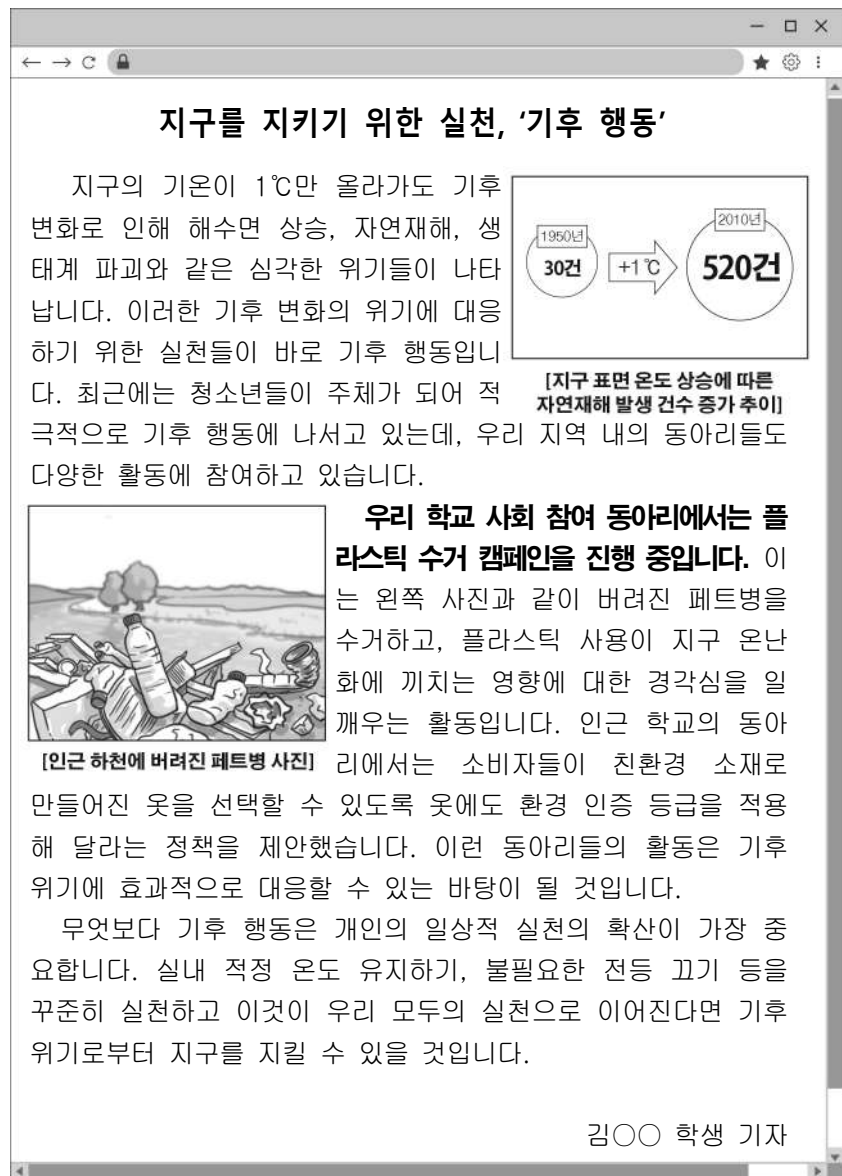 지구를 지키기 위한 실천, ‘기후 행동’
지구의 기온이 1℃만 올라가도 기후
변화로 인해 해수면 상승, 자연재해, 생
태계 파괴와 같은 심각한 위기들이 나타
납니다. 이러한 기후 변화의 위기에 대응
하기 위한 실천들이 바로 기후 행동입니
다. 최근에는 청소년들이 주체가 되어 적
극적으로 기후 행동에 나서고 있는데, 우리 지역 내의 동아리들도
다양한 활동에 참여하고 있습니다.
1950년
30건
+1℃
2010년
520건
[지구 표면 온도 상승에 따른
자연재해 발생 건수 증가 추이]
우리 학교 사회 참여 동아리에서는 플
라스틱 수거 캠페인을 진행 중입니다. 이
는 왼쪽 사진과 같이 버려진 페트병을
수거하고, 플라스틱 사용이 지구 온난
화에 끼치는 영향에 대한 경각심을 일
깨우는 활동입니다. 인근 학교의 동아
리에서는 소비자들이 친환경 소재로
만들어진 옷을 선택할 수 있도록 옷에도 환경 인증 등급을 적용
해 달라는 정책을 제안했습니다. 이런 동아리들의 활동은 기후
위기에 효과적으로 대응할 수 있는 바탕이 될 것입니다.
[인근 하천에 버려진 페트병 사진]
무엇보다 기후 행동은 개인의 일상적 실천의 확산이 가장 중
요합니다. 실내 적정 온도 유지하기, 불필요한 전등 끄기 등을
꾸준히 실천하고 이것이 우리 모두의 실천으로 이어진다면 기후
위기로부터 지구를 지킬 수 있을 것입니다.
김○○ 학생 기자